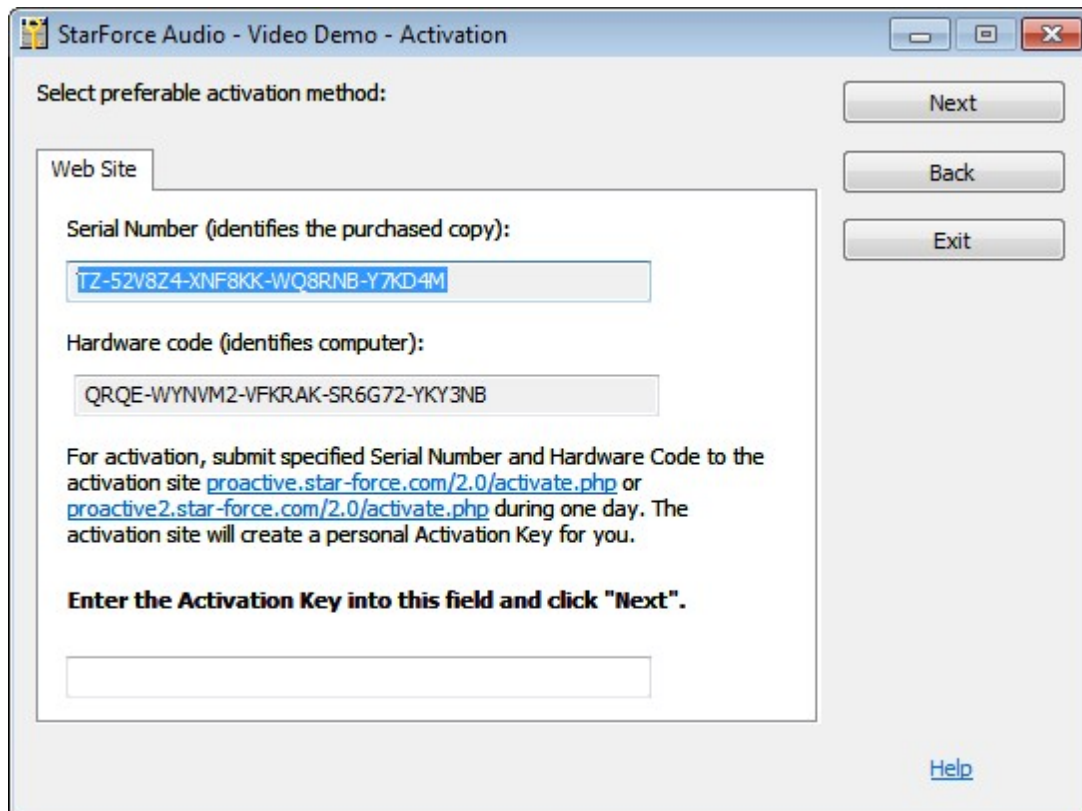 StarForce Audio - Video Demo - Activation
Select preferable activation method:
Next
Web Site
Back
Serial Number (identifies the purchased copy):
Exit
TZ-52V8Z4-XNF8KK-WQ8RNB-Y7KD4M
Hardware code (identifies computer):
QRQE-WYNVM2-VFKRAK-SR6G72-YKY3NB
For activation, submit specified Serial Number and Hardware Code to the
activation site proactive.star-force.com/2.0/activate.php or
proactive2.star-force.com/2.0/activate.php during one day. The
activation site will create a personal Activation Key for you.
Enter the Activation Key into this field and click "Next".
Help